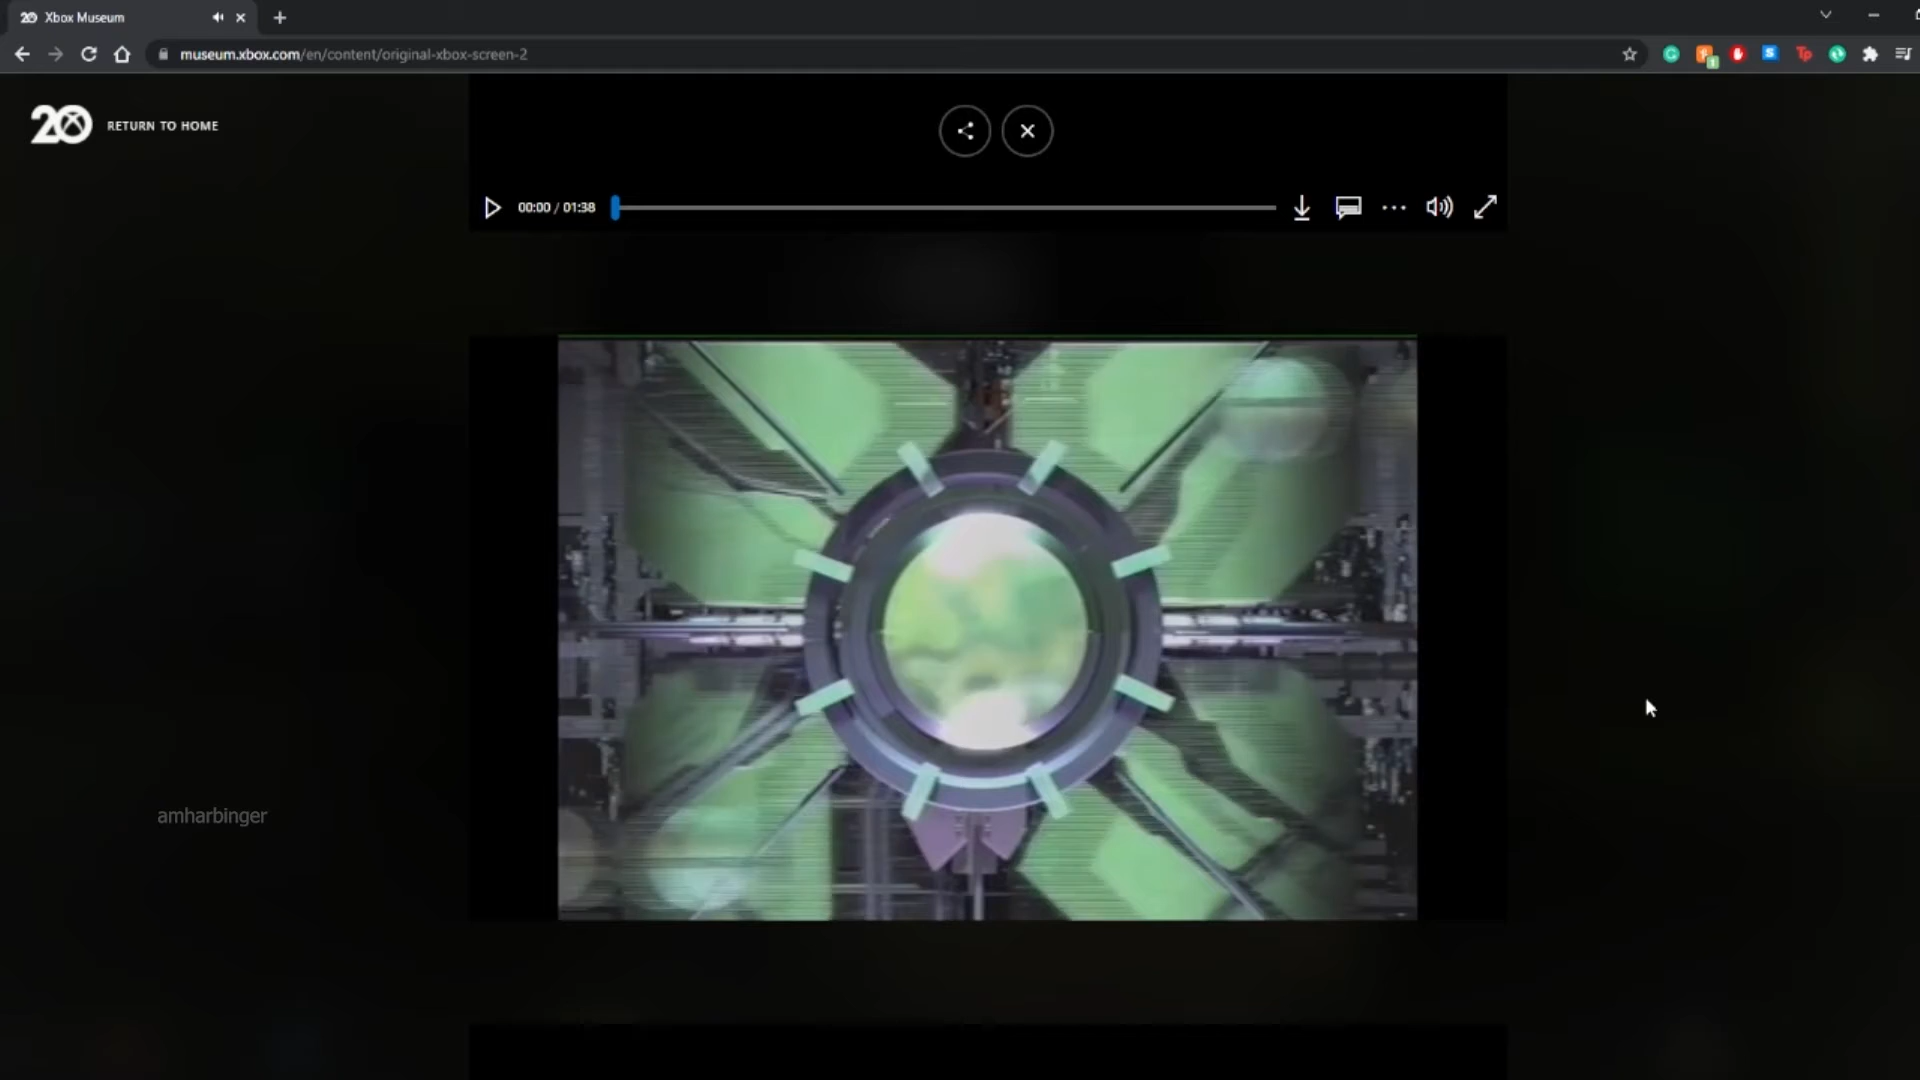 20 Xbox Museum
museum.xbox.com/en/content/original-xbox-screen-2
20 RETURN TO HOME
00:00 / 01:38
amharbinger